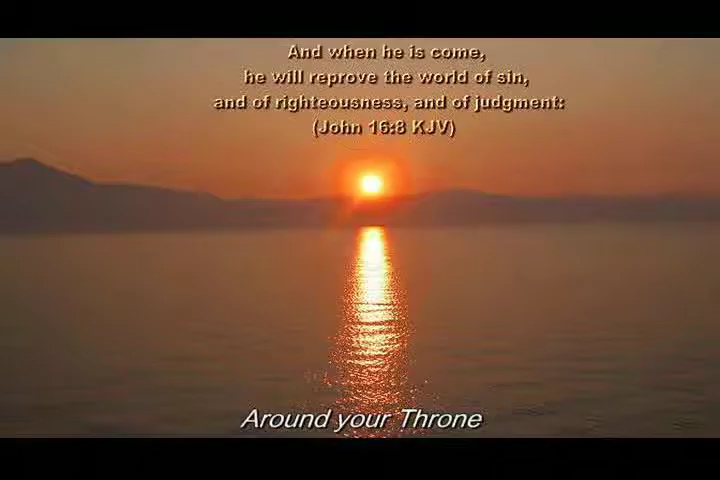 And when he is come,
he will reprove the world of sin,
and of righteousness, and of judgment:
(John 16:8 KJV)
Around your Throne